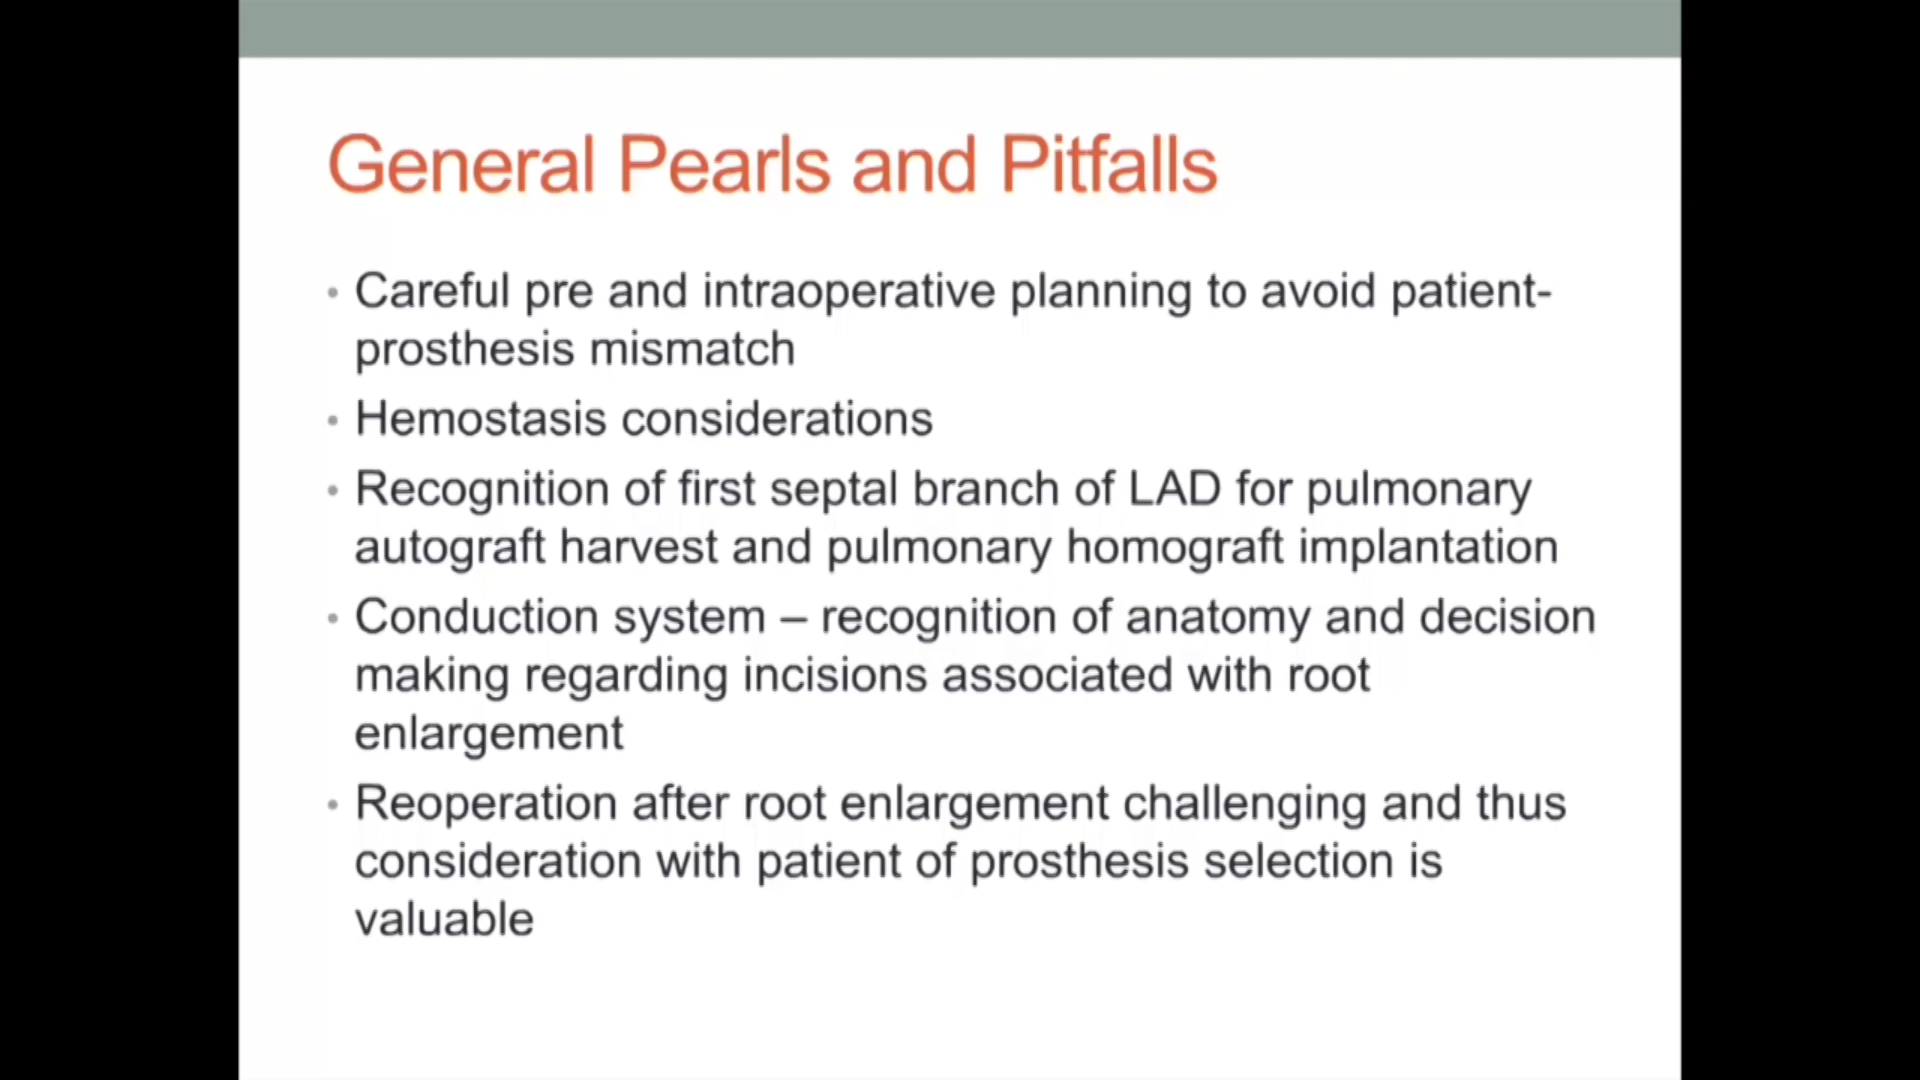 General Pearls and Pitfalls
• Careful pre and intraoperative planning to avoid patient-
prosthesis mismatch
• Hemostasis considerations
• Recognition of first septal branch of LAD for pulmonary
autograft harvest and pulmonary homograft implantation
• Conduction system – recognition of anatomy and decision
making regarding incisions associated with root
enlargement
• Reoperation after root enlargement challenging and thus
consideration with patient of prosthesis selection is
valuable